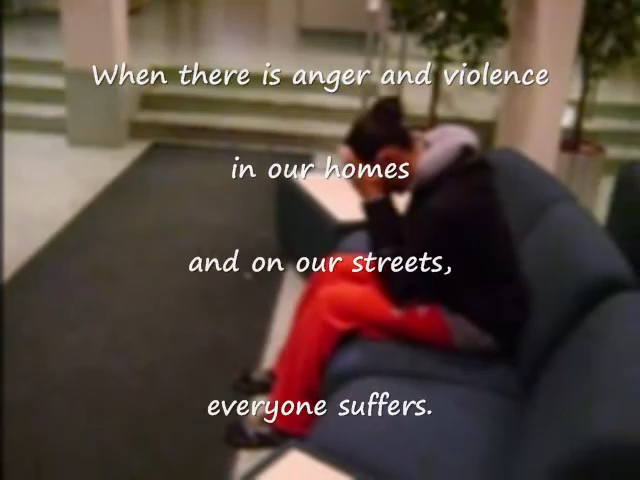 When there is anger and violence
in our homes
and on our streets,
everyone suffers.